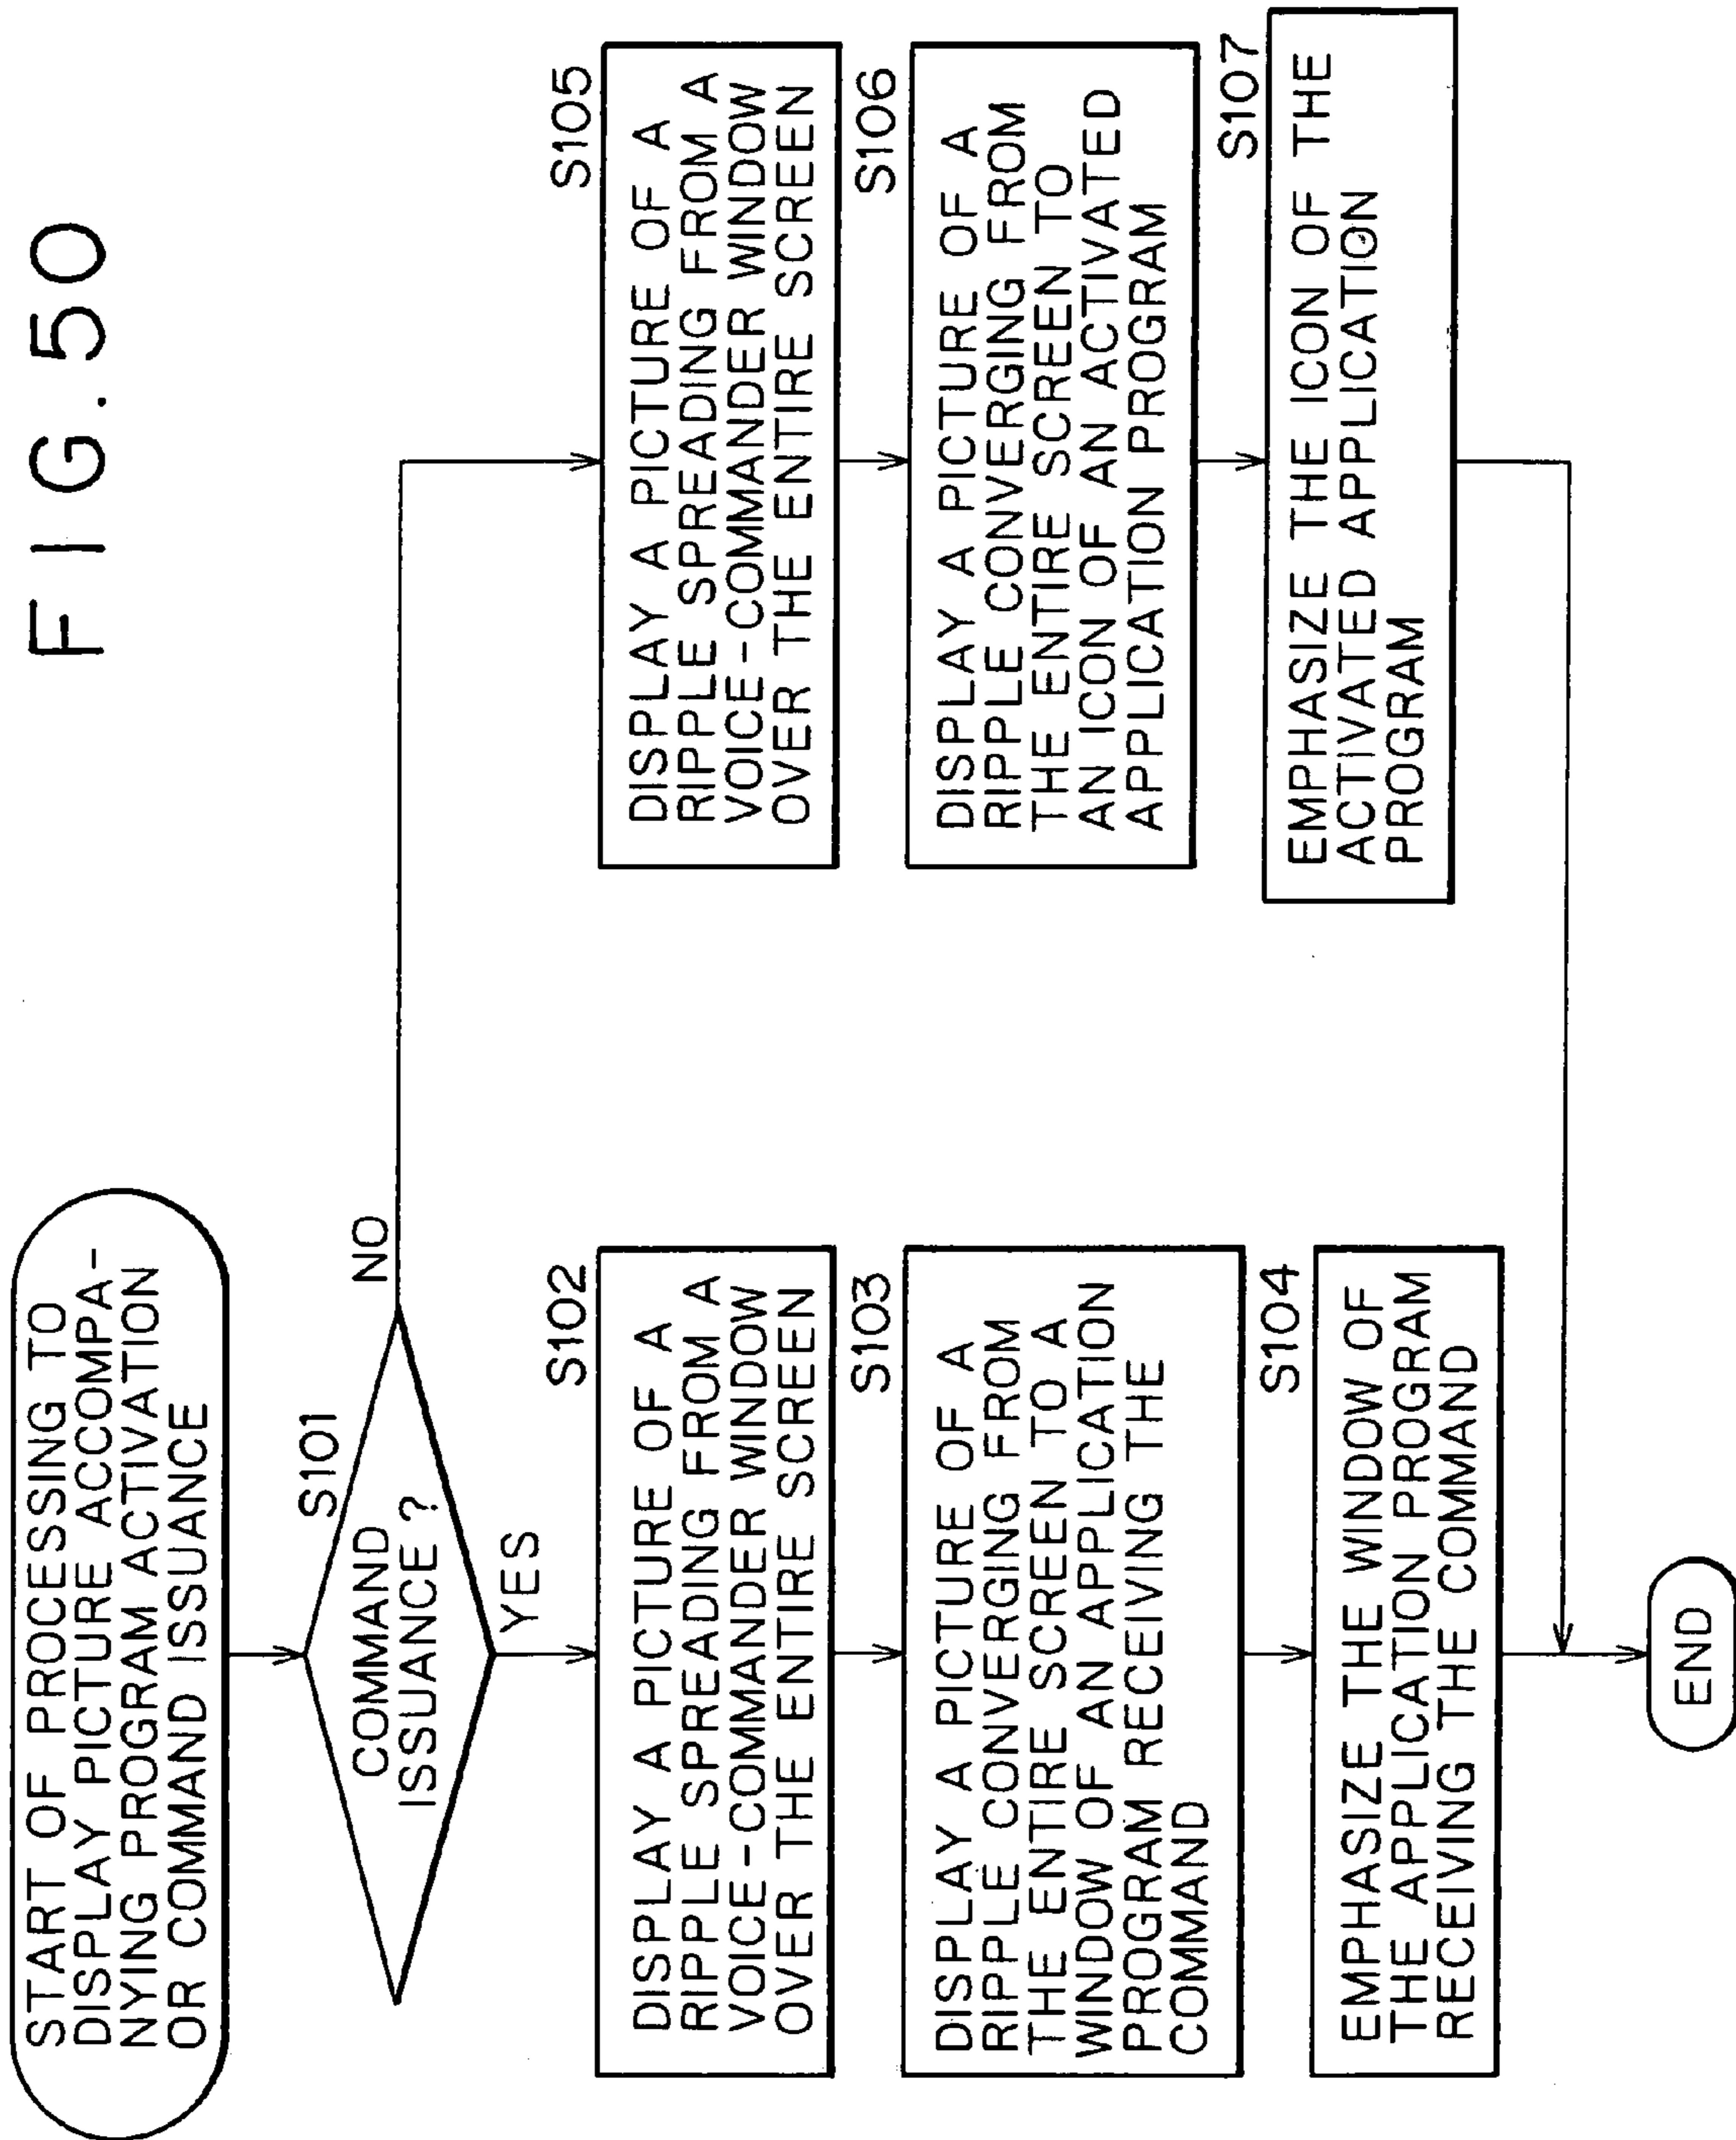 FIG.50
START OF PROCESSING TO
DISPLAY PICTURE ACCOMPA-
NYING PROGRAM ACTIVATION
OR COMMAND ISSUANCE
S101
COMMAND
ISSUANCE ?
NO
YES
S102
DISPLAY A PICTURE OF A
RIPPLE SPREADING FROM A
VOICE-COMMANDER WINDOW
OVER THE ENTIRE SCREEN
S103
DISPLAY A PICTURE OF A
RIPPLE CONVERGING FROM
THE ENTIRE SCREEN TO A
WINDOW OF AN APPLICATION
PROGRAM RECEIVING THE
COMMAND
S104
EMPHASIZE THE WINDOW OF
THE APPLICATION PROGRAM
RECEIVING THE COMMAND
S105
DISPLAY A PICTURE OF A
RIPPLE SPREADING FROM A
VOICE-COMMANDER WINDOW
OVER THE ENTIRE SCREEN
S106
DISPLAY A PICTURE OF A
RIPPLE CONVERGING FROM
THE ENTIRE SCREEN TO
AN ICON OF AN ACTIVATED
APPLICATION PROGRAM
S107
EMPHASIZE THE ICON OF THE
ACTIVATED APPLICATION
PROGRAM
END